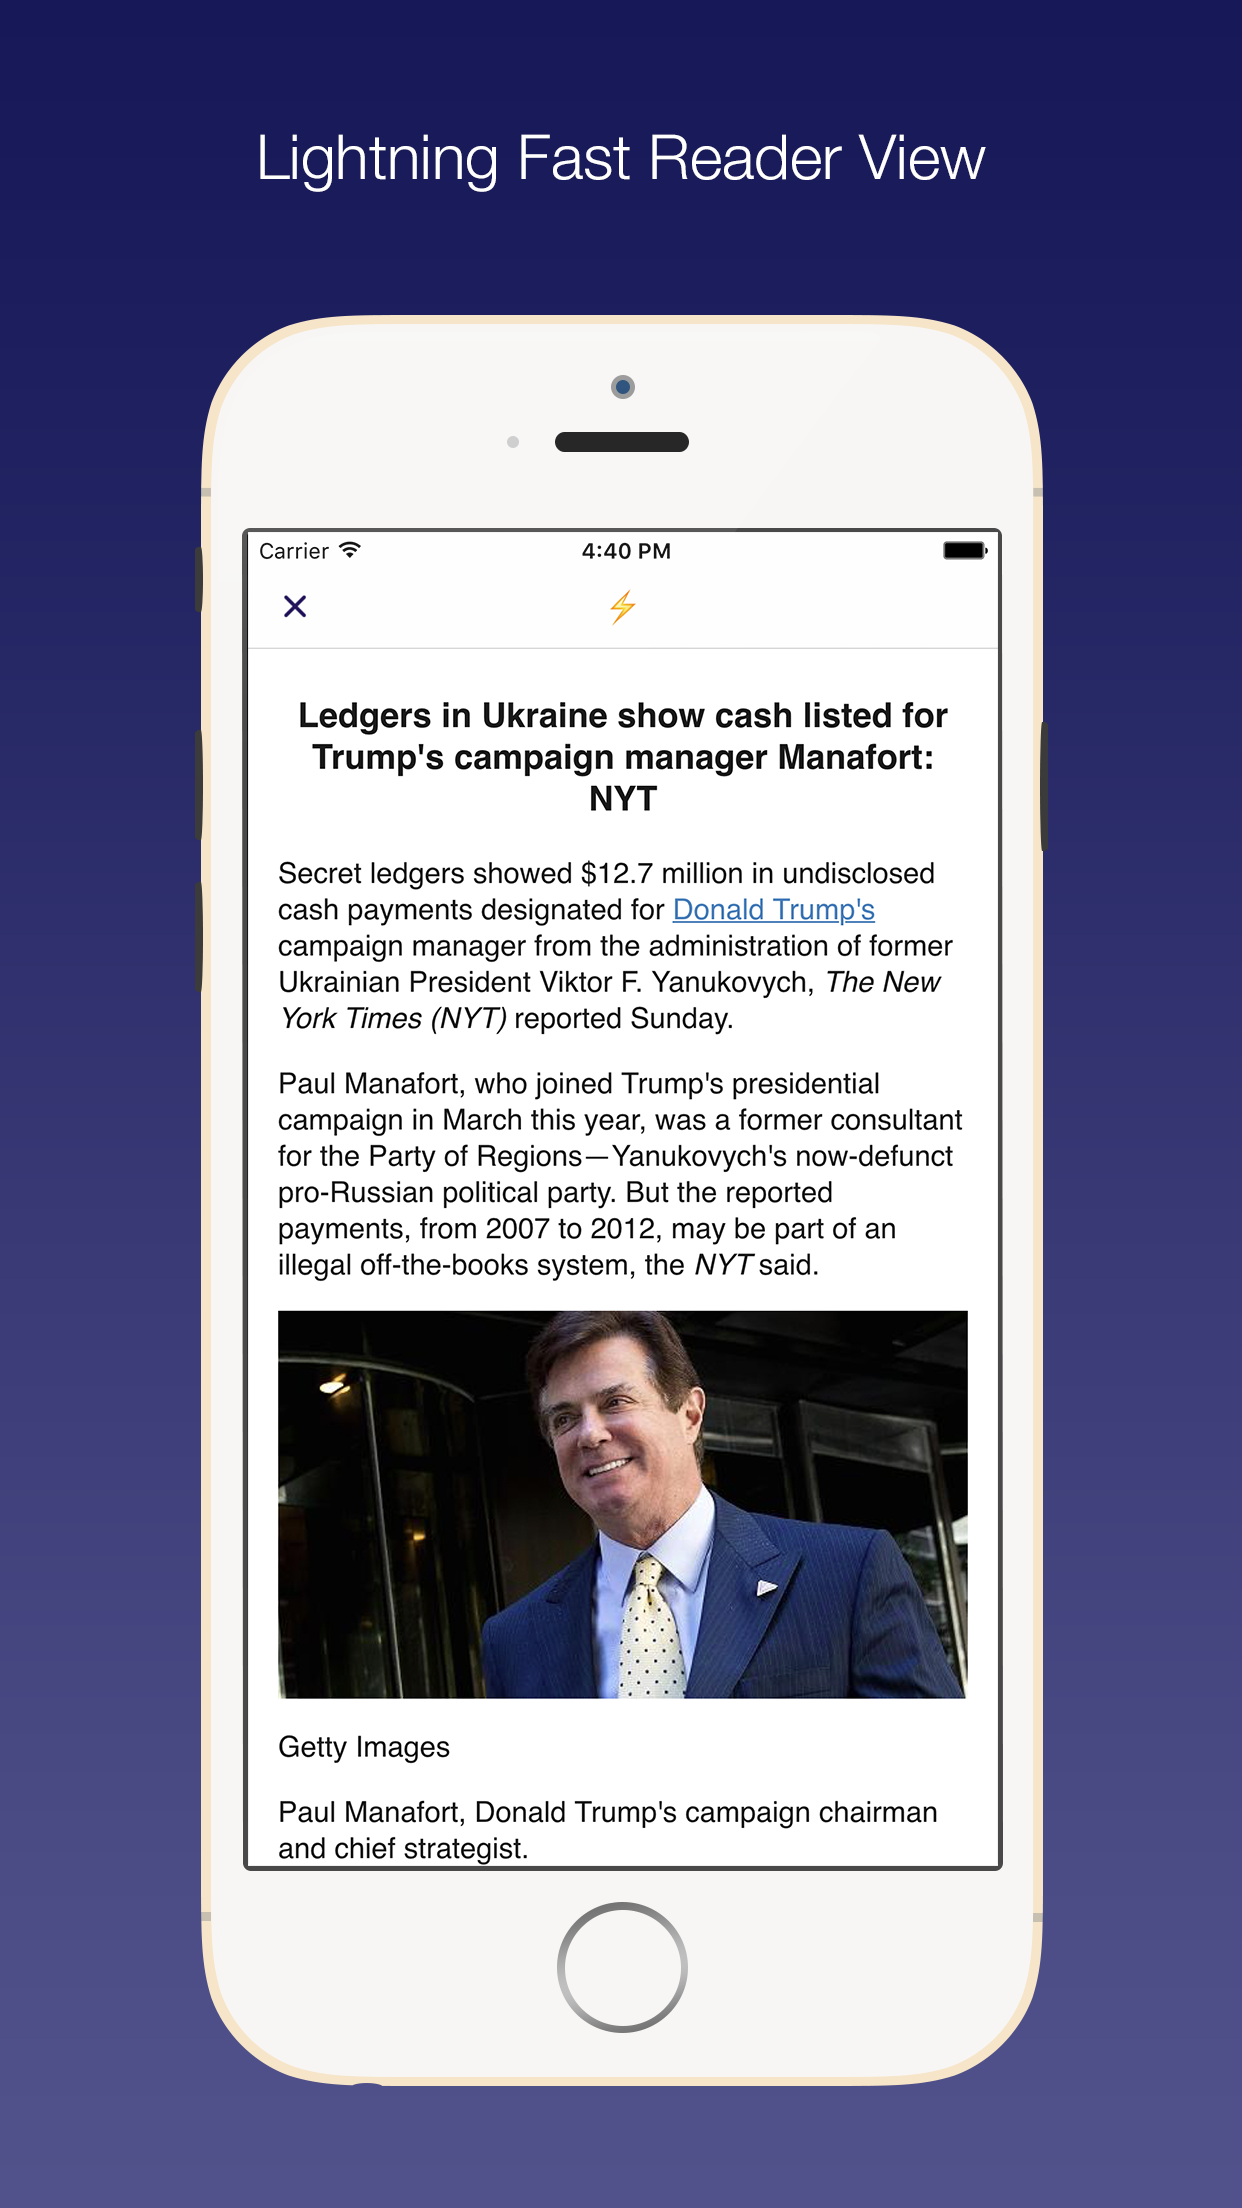 Lightning Fast Reader View
Carrier 4:40 PM
Ledgers in Ukraine show cash listed for
Trump's campaign manager Manafort:
NYT
Secret ledgers showed $12.7 million in undisclosed
cash payments designated for Donald Trump's
campaign manager from the administration of former
Ukrainian President Viktor F. Yanukovych, The New
York Times (NYT) reported Sunday.
Paul Manafort, who joined Trump's presidential
campaign in March this year, was a former consultant
for the Party of Regions—Yanukovych's now-defunct
pro-Russian political party. But the reported
payments, from 2007 to 2012, may be part of an
illegal off-the-books system, the NYT said.
Getty Images
Paul Manafort, Donald Trump's campaign chairman
and chief strategist.